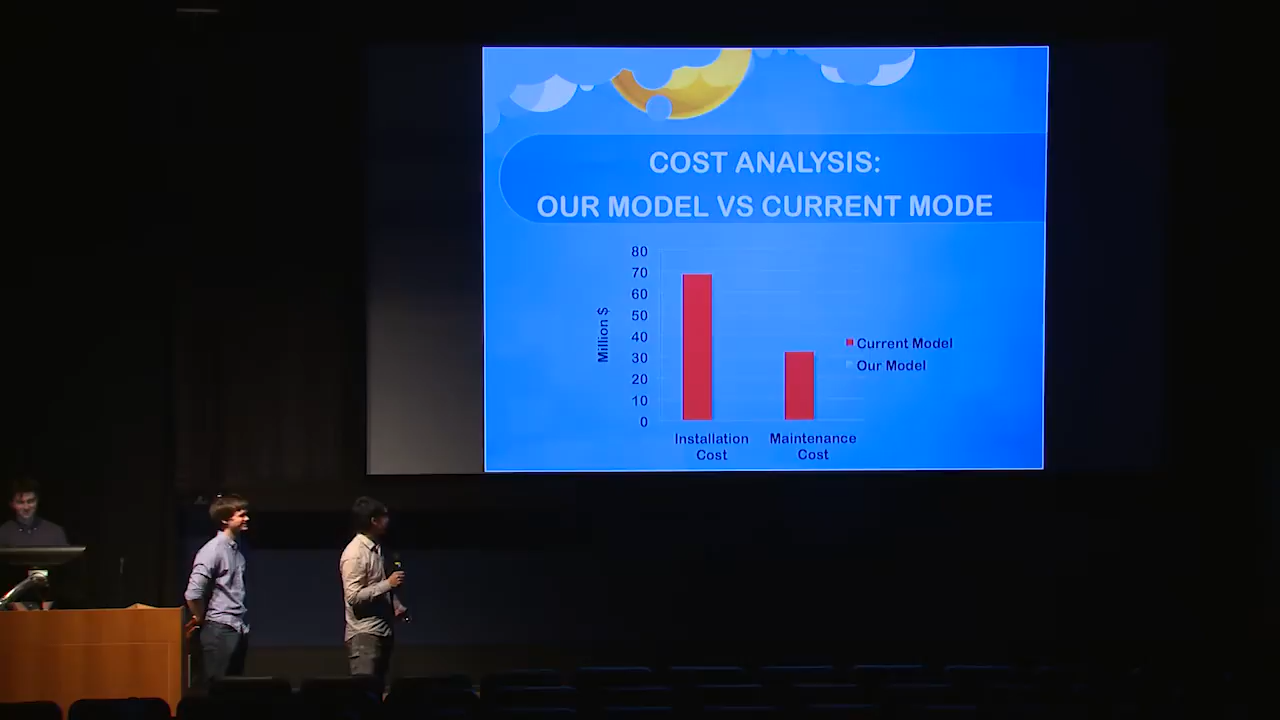 COST ANALYSIS:
OUR MODEL VS CURRENT MODE
80
70
60
50
40
30
20
10
0
Million $
Current Model
Our Model
Installation Cost
Maintenance Cost